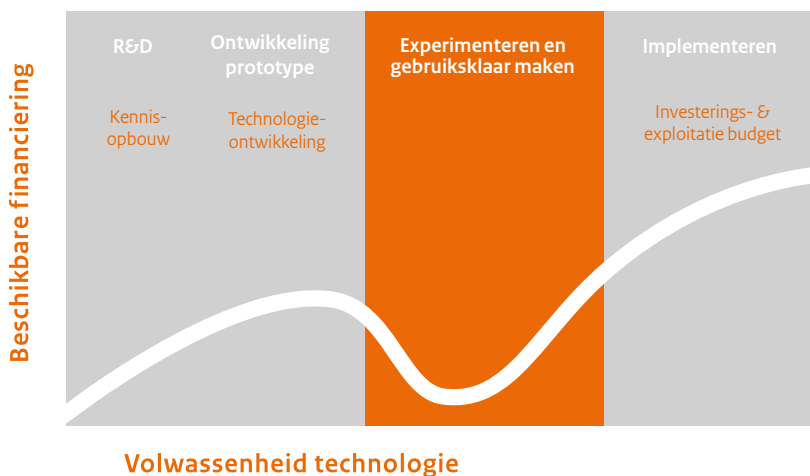 R&D
Ontwikkeling
prototype
Experimenteren en
gebruiksklaar maken
Implementeren
Kennis-
opbouw
Technologie-
ontwikkeling
Investerings- &
exploitatie budget
Beschikbare financiering
Volwassenheid technologie